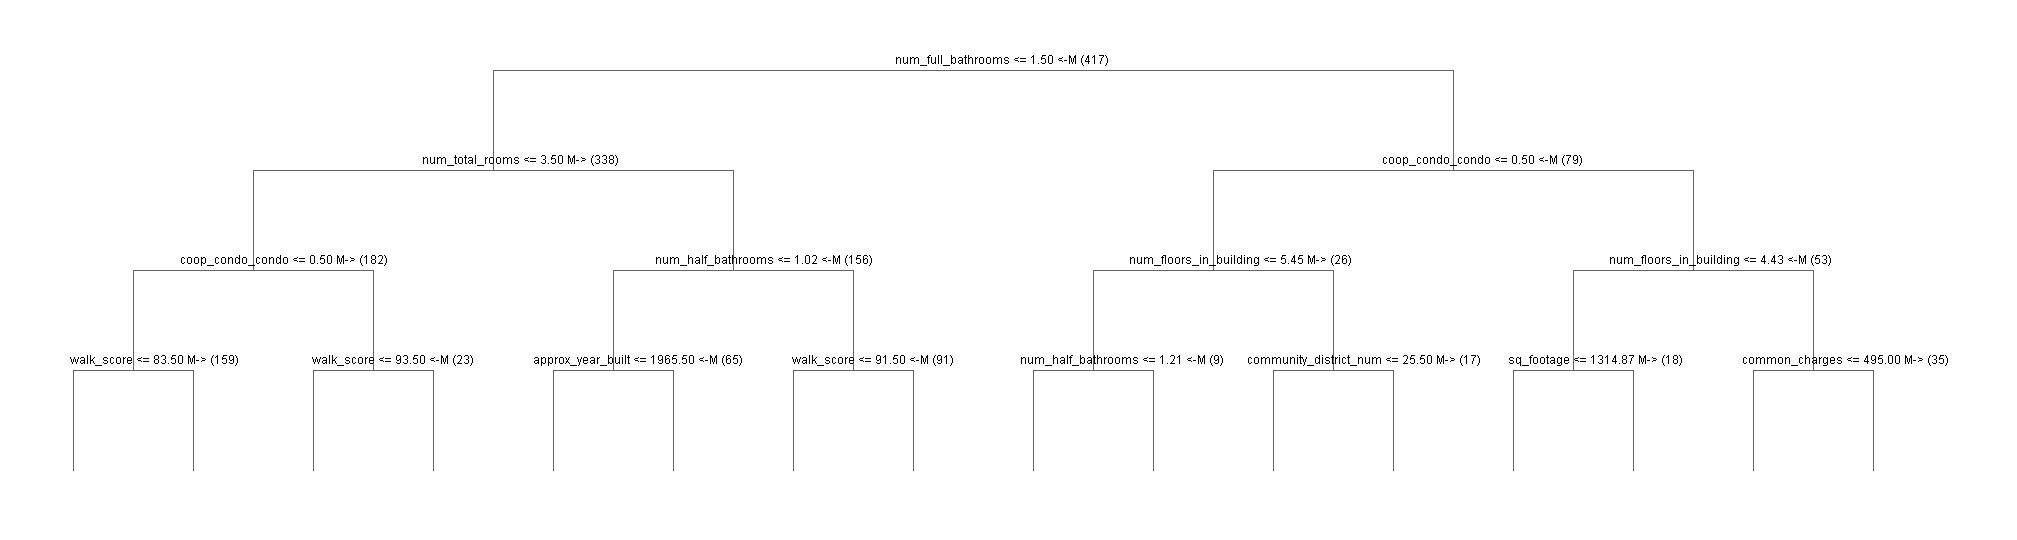 num_full_bathrooms <= 1.50 <-M (417)
num_total_rooms <= 3.50 M-> (338)
coop_condo_condo <= 0.50 <-M (79)
coop_condo_condo <= 0.50 M-> (182)
num_half_bathrooms <= 1.02 <-M (156)
num_floors_in_building <= 5.45 M-> (26)
num_floors_in_building <= 4.43 <-M (53)
walk_score <= 83.50 M-> (159)
walk_score <= 93.50 <-M (23)
approx_year_built <= 1965.50 <-M (65)
walk_score <= 91.50 <-M (91)
num_half_bathrooms <= 1.21 <-M (9)
community_district_num <= 25.50 M-> (17)
sq_footage <= 1314.87 M-> (18)
common_charges <= 495.00 M-> (35)